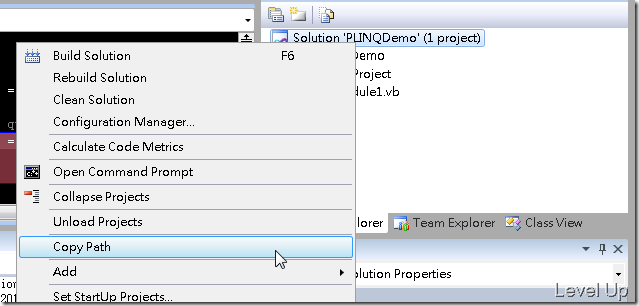 Solution 'PLINQDemo' (1 project)
Demo
Project
dule1.vb
Build Solution F6
Rebuild Solution
Clean Solution
Configuration Manager...
Calculate Code Metrics
Open Command Prompt
Collapse Projects
Unload Projects
Copy Path
Add
Set StartUp Projects...
lorer Team Explorer Class View
olution Properties
Level Up